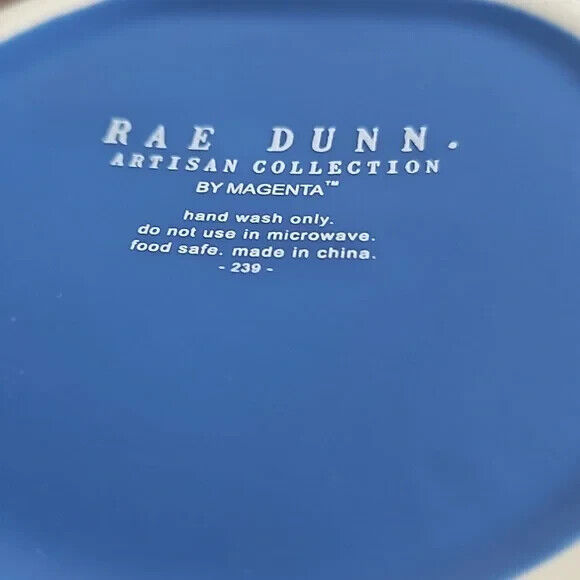 RAE DUNN.
ARTISAN COLLECTION
BY MAGENTA™
hand wash only.
do not use in microwave.
food safe. made in china.
- 239 -